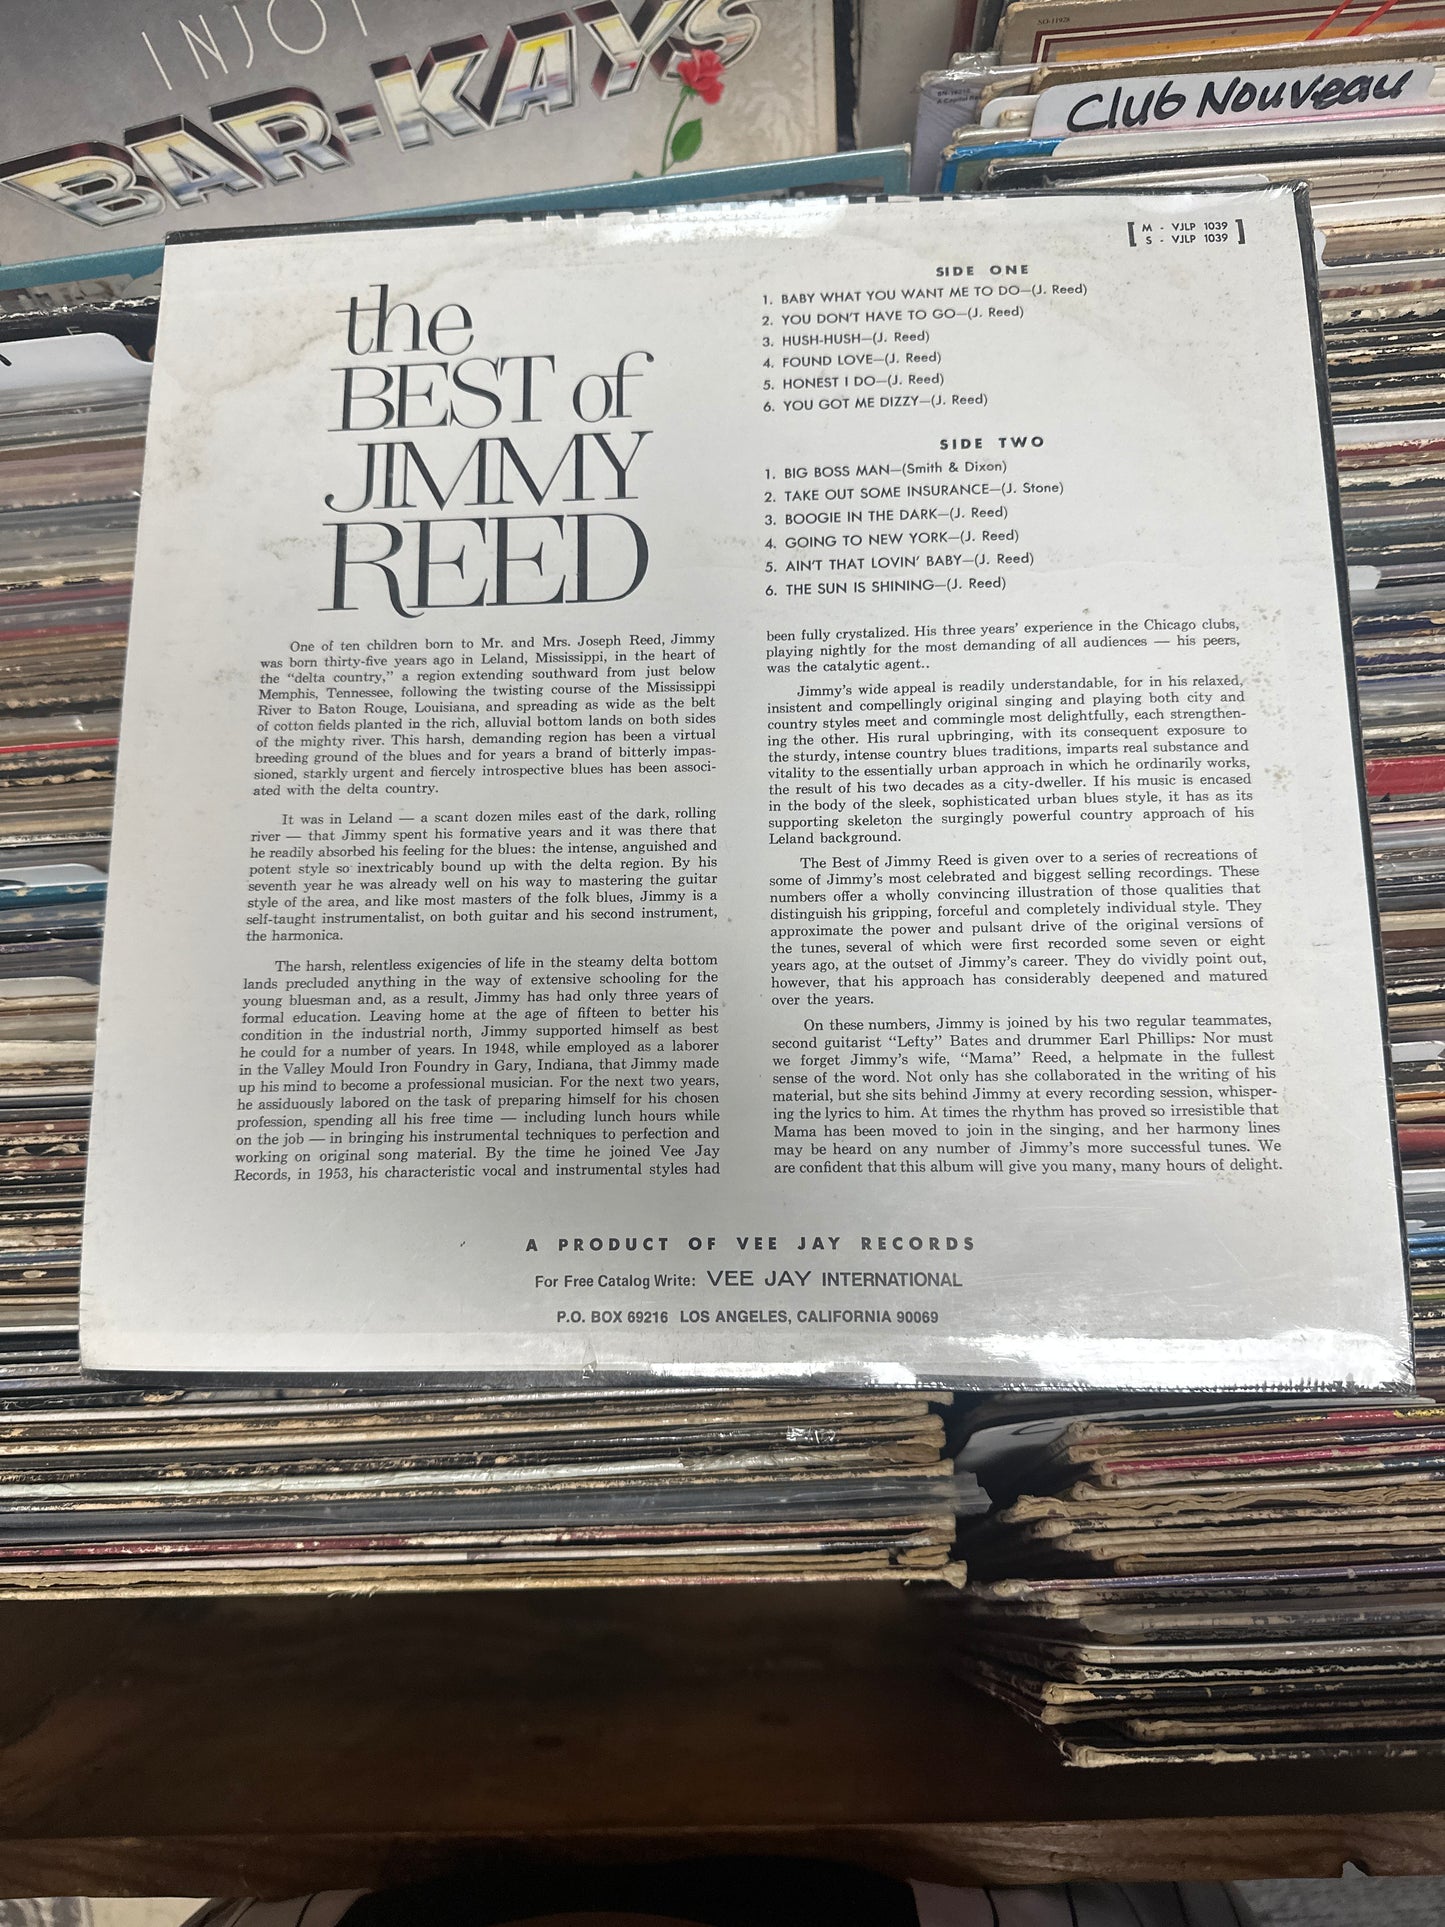 INJOY
BAR-KAYS
SO-11928
Club Nouveau
[ M - VJLP 1039 ]
S - VJLP 1039
the
BEST of
JIMMY
REED
SIDE ONE
1. BABY WHAT YOU WANT ME TO DO—(J. Reed)
2. YOU DON'T HAVE TO GO—(J. Reed)
3. HUSH-HUSH—(J. Reed)
4. FOUND LOVE—(J. Reed)
5. HONEST I DO—(J. Reed)
6. YOU GOT ME DIZZY—(J. Reed)
SIDE TWO
1. BIG BOSS MAN—(Smith & Dixon)
2. TAKE OUT SOME INSURANCE—(J. Stone)
3. BOOGIE IN THE DARK—(J. Reed)
4. GOING TO NEW YORK—(J. Reed)
5. AIN'T THAT LOVIN' BABY—(J. Reed)
6. THE SUN IS SHINING—(J. Reed)
One of ten children born to Mr. and Mrs. Joseph Reed, Jimmy
was born thirty-five years ago in Leland, Mississippi, in the heart of
the "delta country," a region extending southward from just below
Memphis, Tennessee, following the twisting course of the Mississippi
River to Baton Rouge, Louisiana, and spreading as wide as the belt
of cotton fields planted in the rich, alluvial bottom lands on both sides
of the mighty river. This harsh, demanding region has been a virtual
breeding ground of the blues and for years a brand of bitterly impas-
sioned, starkly urgent and fiercely introspective blues has been associ-
ated with the delta country.
It was in Leland — a scant dozen miles east of the dark, rolling
river — that Jimmy spent his formative years and it was there that
he readily absorbed his feeling for the blues: the intense, anguished and
potent style so inextricably bound up with the delta region. By his
seventh year he was already well on his way to mastering the guitar
style of the area, and like most masters of the folk blues, Jimmy is a
self-taught instrumentalist, on both guitar and his second instrument,
the harmonica.
The harsh, relentless exigencies of life in the steamy delta bottom
lands precluded anything in the way of extensive schooling for the
young bluesman and, as a result, Jimmy has had only three years of
formal education. Leaving home at the age of fifteen to better his
condition in the industrial north, Jimmy supported himself as best
he could for a number of years. In 1948, while employed as a laborer
in the Valley Mould Iron Foundry in Gary, Indiana, that Jimmy made
up his mind to become a professional musician. For the next two years,
he assiduously labored on the task of preparing himself for his chosen
profession, spending all his free time — including lunch hours while
on the job — in bringing his instrumental techniques to perfection and
working on original song material. By the time he joined Vee Jay
Records, in 1953, his characteristic vocal and instrumental styles had
been fully crystalized. His three years' experience in the Chicago clubs,
playing nightly for the most demanding of all audiences — his peers,
was the catalytic agent..
Jimmy's wide appeal is readily understandable, for in his relaxed,
insistent and compellingly original singing and playing both city and
country styles meet and commingle most delightfully, each strengthen-
ing the other. His rural upbringing, with its consequent exposure to
the sturdy, intense country blues traditions, imparts real substance and
vitality to the essentially urban approach in which he ordinarily works,
the result of his two decades as a city-dweller. If his music is encased
in the body of the sleek, sophisticated urban blues style, it has as its
supporting skeleton the surgingly powerful country approach of his
Leland background.
The Best of Jimmy Reed is given over to a series of recreations of
some of Jimmy's most celebrated and biggest selling recordings. These
numbers offer a wholly convincing illustration of those qualities that
distinguish his gripping, forceful and completely individual style. They
approximate the power and pulsant drive of the original versions of
the tunes, several of which were first recorded some seven or eight
years ago, at the outset of Jimmy's career. They do vividly point out,
however, that his approach has considerably deepened and matured
over the years.
On these numbers, Jimmy is joined by his two regular teammates,
second guitarist "Lefty" Bates and drummer Earl Phillips: Nor must
we forget Jimmy's wife, "Mama" Reed, a helpmate in the fullest
sense of the word. Not only has she collaborated in the writing of his
material, but she sits behind Jimmy at every recording session, whisper-
ing the lyrics to him. At times the rhythm has proved so irresistible that
Mama has been moved to join in the singing, and her harmony lines
may be heard on any number of Jimmy's more successful tunes. We
are confident that this album will give you many, many hours of delight.
A PRODUCT OF VEE JAY RECORDS
For Free Catalog Write: VEE JAY INTERNATIONAL
P.O. BOX 69216 LOS ANGELES, CALIFORNIA 90069